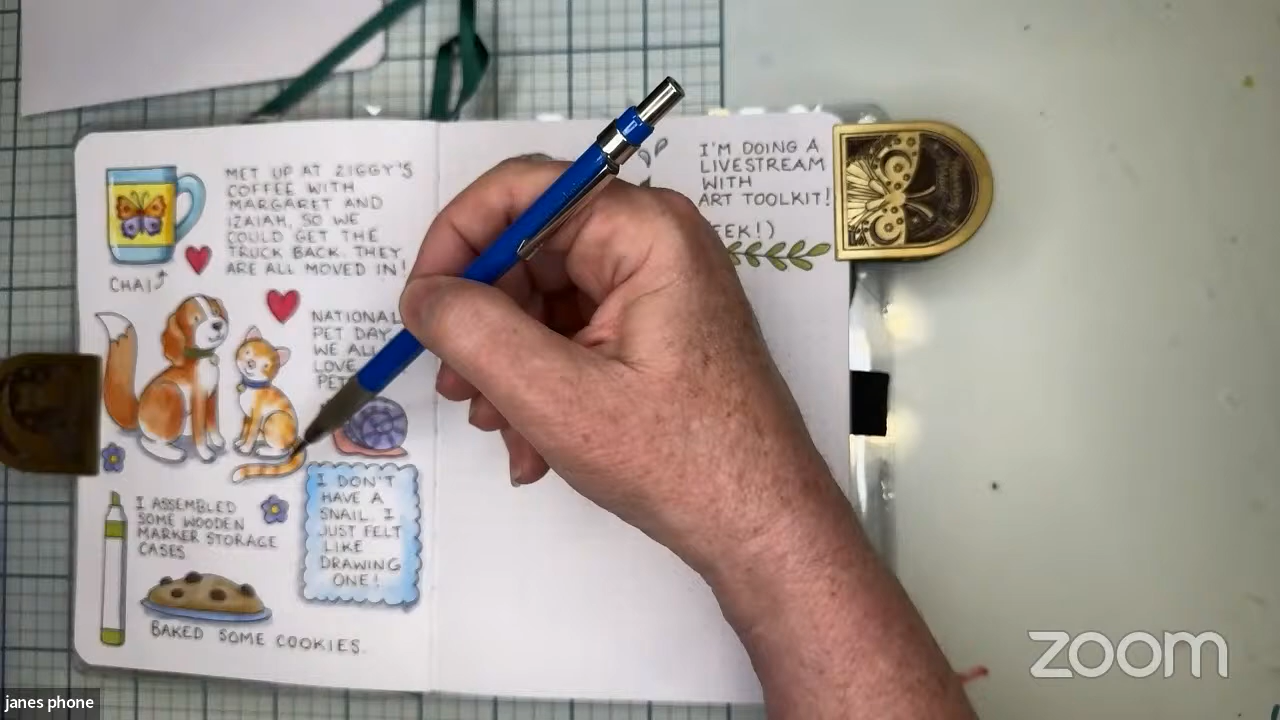 MET UP AT ZIGGY'S
COFFEE WITH
MARGARET AND
IZAIAH, SO WE
COULD GET THE
TRUCK BACK. THEY
ARE ALL MOVED IN!
CHAI
NATIONAL
PET DAY
WE ALL
LOVE
PET
I DON'T
HAVE A
SNAIL. I
JUST FELT
LIKE
DRAWING
ONE!
I ASSEMBLED
SOME WOODEN
MARKER STORAGE
CASES
BAKED SOME COOKIES.
I'M DOING A
LIVESTREAM
WITH
ART TOOLKIT!
EEK!)
zoom
janes phone